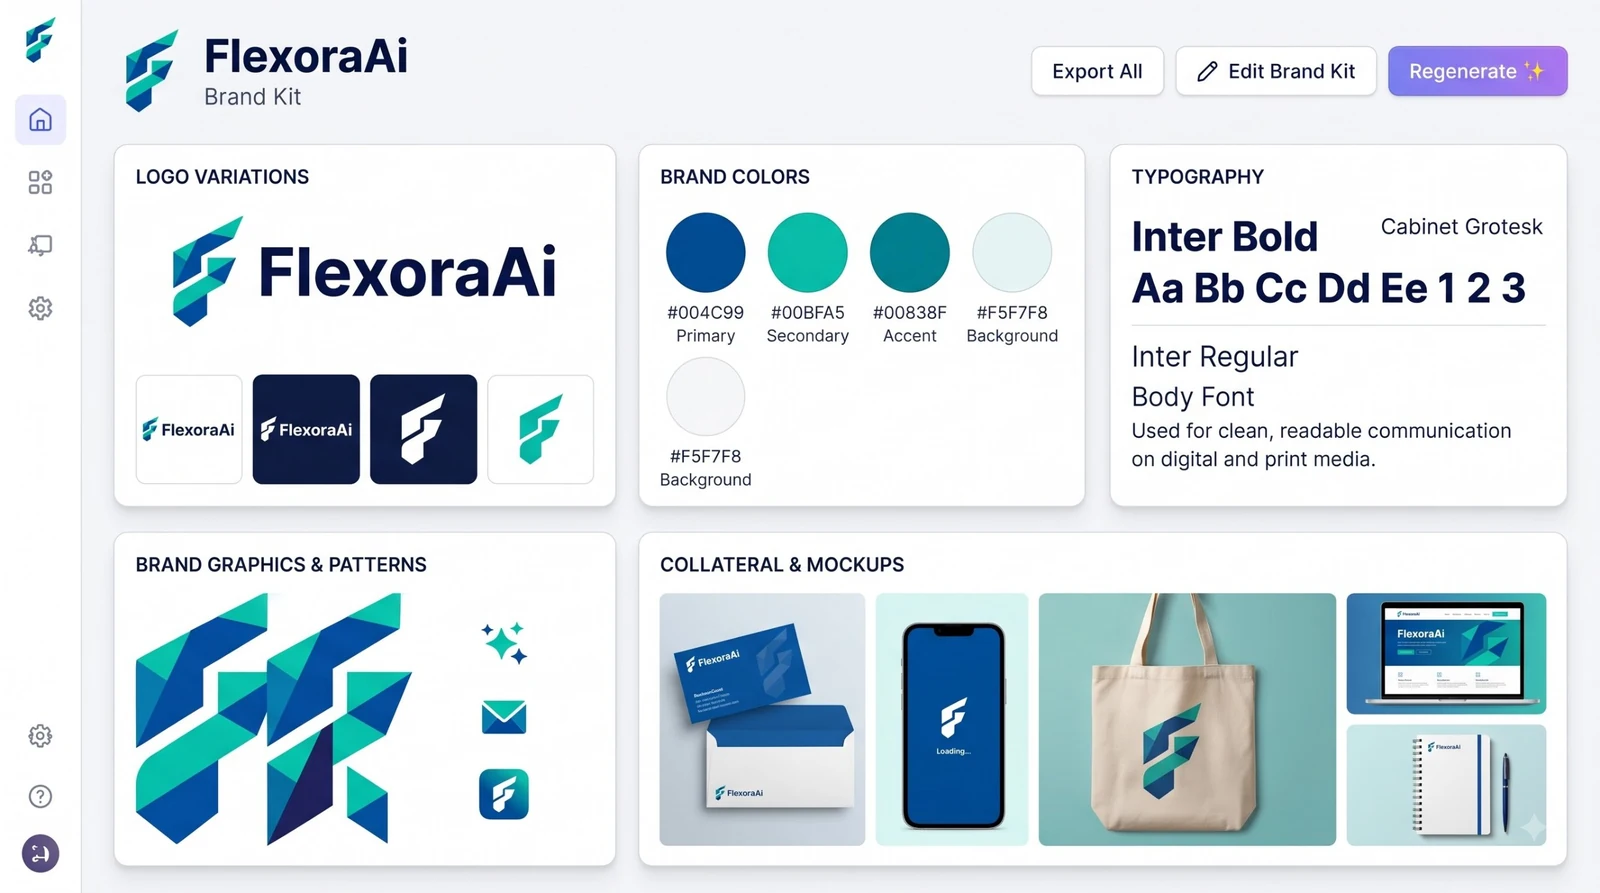 FlexoraAi
Brand Kit
Export All
Edit Brand Kit
Regenerate
LOGO VARIATIONS
FlexoraAi
FlexoraAi
FlexoraAi
BRAND COLORS
#004C99
Primary
#00BFA5
Secondary
#00838F
Accent
#F5F7F8
Background
#F5F7F8
Background
TYPOGRAPHY
Inter Bold
Cabinet Grotesk
Aa Bb Cc Dd Ee 1 2 3
Inter Regular
Body Font
Used for clean, readable communication
on digital and print media.
BRAND GRAPHICS & PATTERNS
COLLATERAL & MOCKUPS
FlexoraAi
FlexoraAi
Loading...
FlexoraAi
FlexoraAi
FlexoraAi